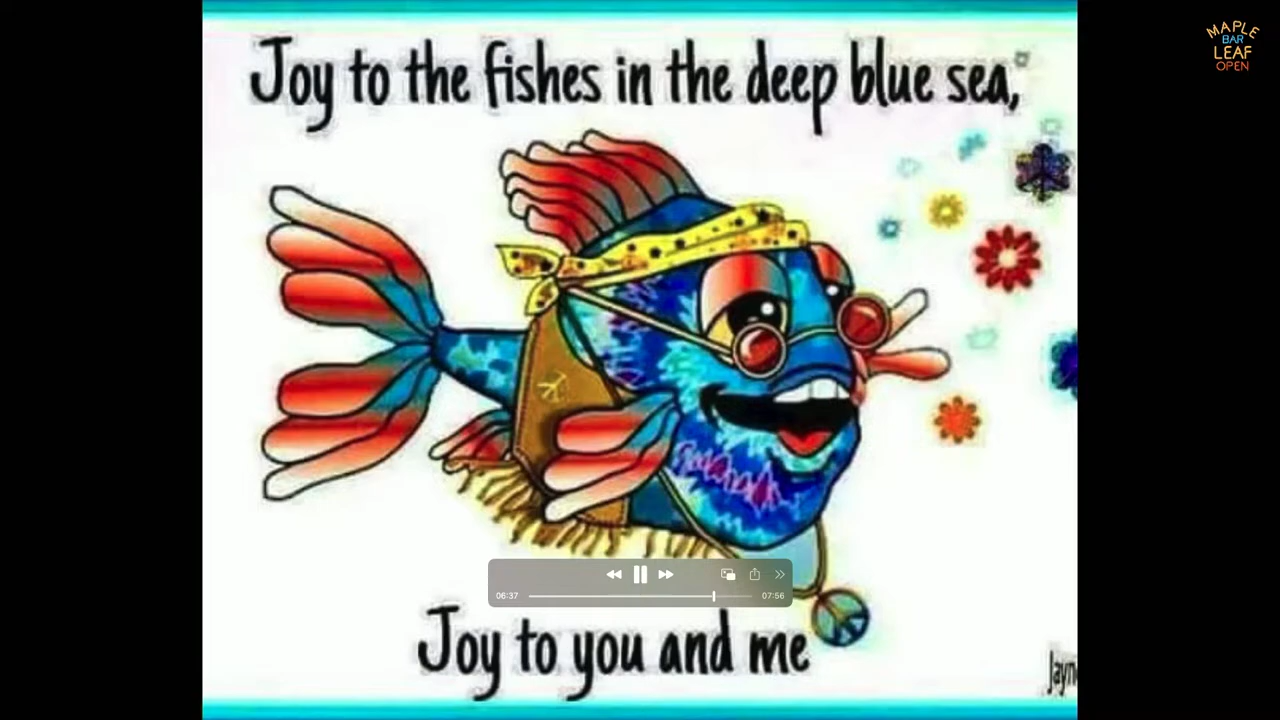 Joy to the fishes in the deep blue sea,
MAPLE
BAR
LEAF
OPEN
06:37
07:56
Joy to you and me
Jayn